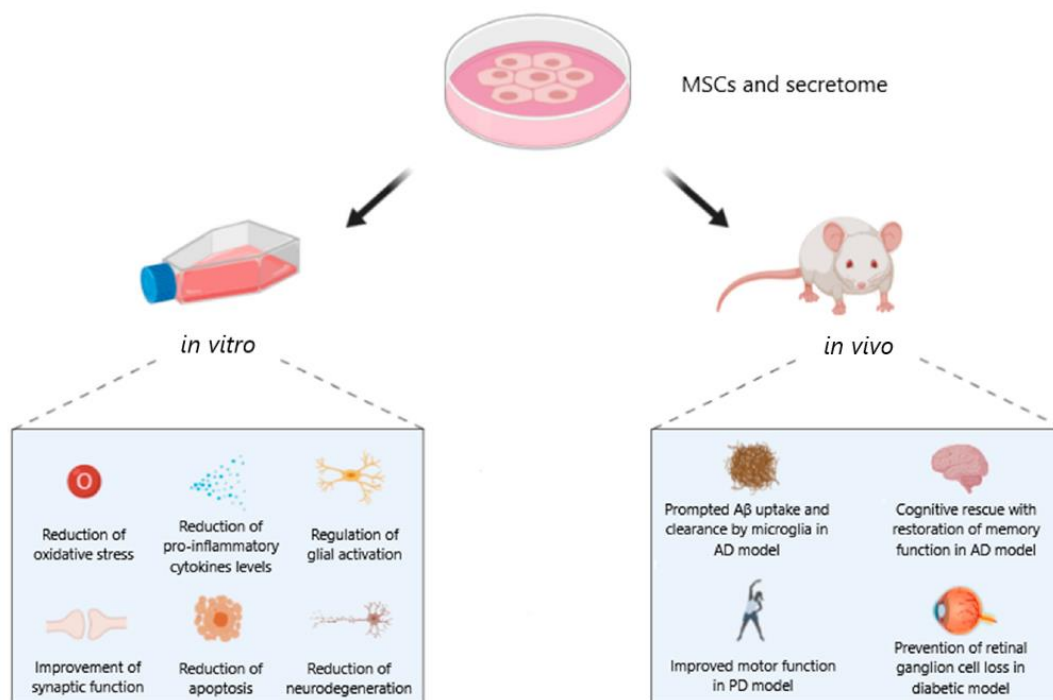 MSCs and secretome
in vitro
in vivo
O
Reduction of
oxidative stress
Reduction of
pro-inflammatory
cytokines levels
Regulation of
glial activation
Improvement of
synaptic function
Reduction of
apoptosis
Reduction of
neurodegeneration
Prompted Aβ uptake and
clearance by microglia in
AD model
Cognitive rescue with
restoration of memory
function in AD model
Improved motor function
in PD model
Prevention of retinal
ganglion cell loss in
diabetic model